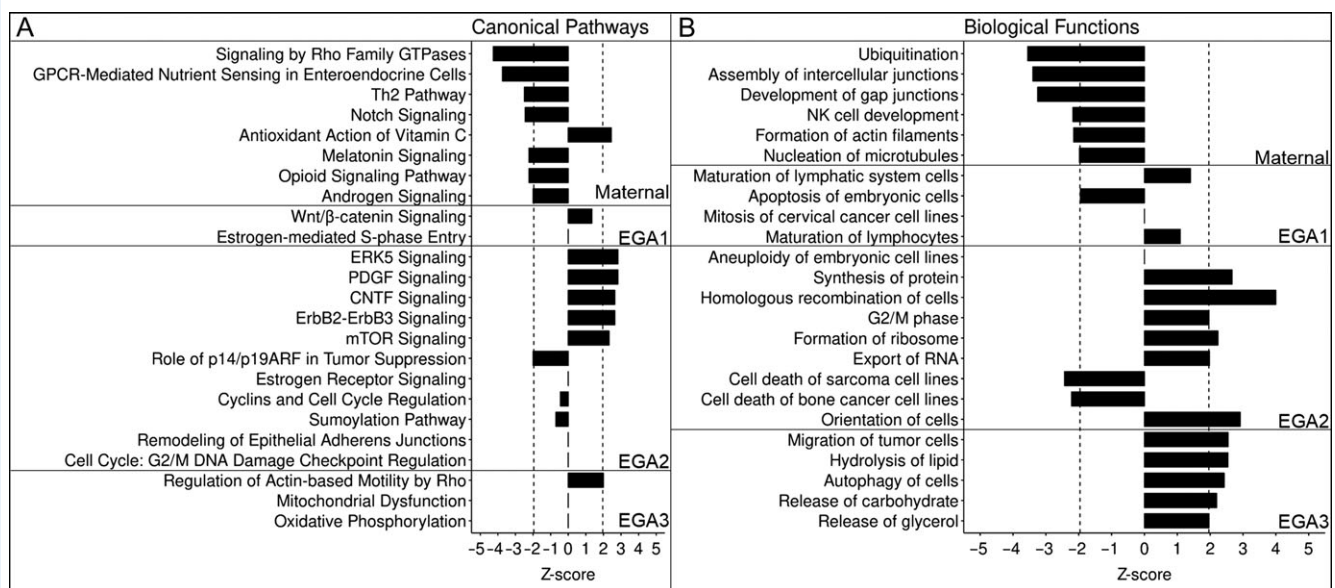 A
Canonical Pathways
Signaling by Rho Family GTPases
GPCR-Mediated Nutrient Sensing in Enteroendocrine Cells
Th2 Pathway
Notch Signaling
Antioxidant Action of Vitamin C
Melatonin Signaling
Opioid Signaling Pathway
Androgen Signaling
Maternal
Wnt/β-catenin Signaling
Estrogen-mediated S-phase Entry
EGA1
ERK5 Signaling
PDGF Signaling
CNTF Signaling
ErbB2-ErbB3 Signaling
mTOR Signaling
Role of p14/p19ARF in Tumor Suppression
Estrogen Receptor Signaling
Cyclins and Cell Cycle Regulation
Sumoylation Pathway
Remodeling of Epithelial Adherens Junctions
Cell Cycle: G2/M DNA Damage Checkpoint Regulation
EGA2
Regulation of Actin-based Motility by Rho
Mitochondrial Dysfunction
Oxidative Phosphorylation
EGA3
−5 −4 −3 −2 −1 0 1 2 3 4 5
Z-score
B
Biological Functions
Ubiquitination
Assembly of intercellular junctions
Development of gap junctions
NK cell development
Formation of actin filaments
Nucleation of microtubules
Maternal
Maturation of lymphatic system cells
Apoptosis of embryonic cells
Mitosis of cervical cancer cell lines
Maturation of lymphocytes
EGA1
Aneuploidy of embryonic cell lines
Synthesis of protein
Homologous recombination of cells
G2/M phase
Formation of ribosome
Export of RNA
Cell death of sarcoma cell lines
Cell death of bone cancer cell lines
Orientation of cells
EGA2
Migration of tumor cells
Hydrolysis of lipid
Autophagy of cells
Release of carbohydrate
Release of glycerol
EGA3
−5 −4 −3 −2 −1 0 1 2 3 4 5
Z-score